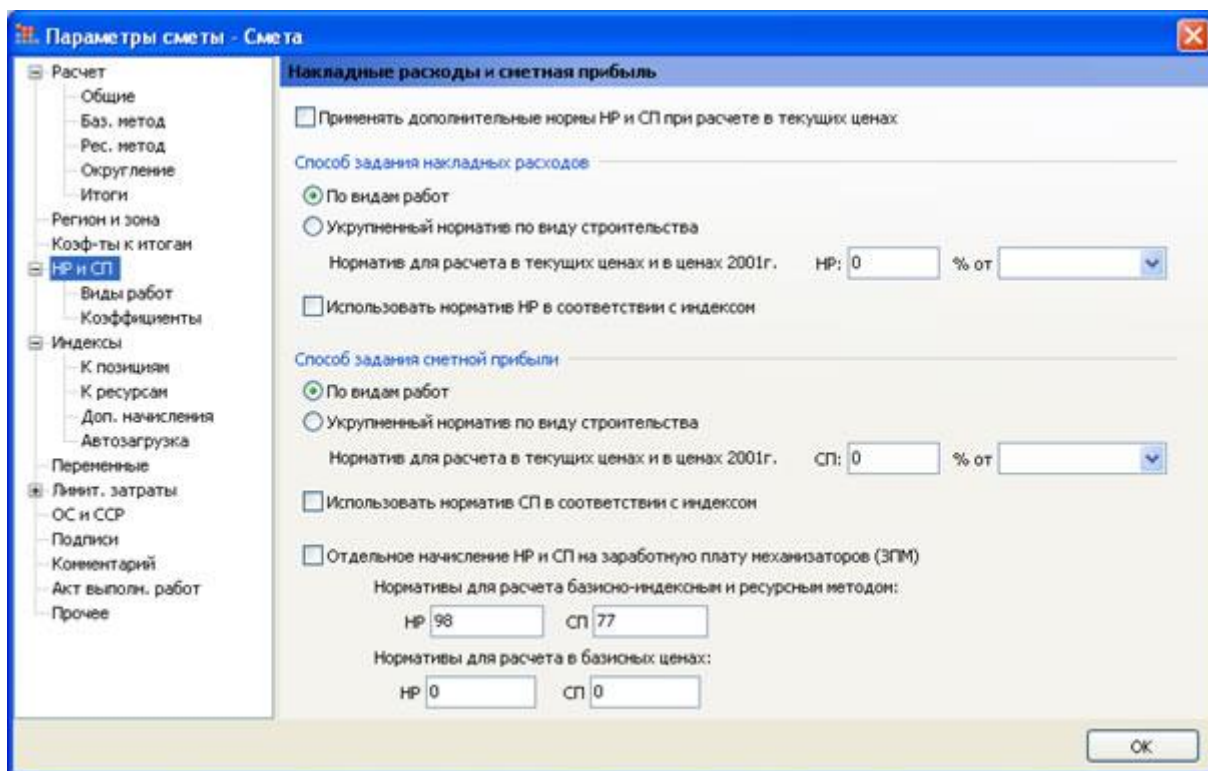 Параметры сметы - Смета
Расчет
Общие
Баз. метод
Рес. метод
Округление
Итоги
Регион и зона
Коэф-ты к итогам
НР и СП
Виды работ
Коэффициенты
Индексы
К позициям
К ресурсам
Доп. начисления
Автозагрузка
Переменные
Лимит. затраты
ОС и ССР
Подписи
Комментарий
Акт выполн. работ
Прочее
Накладные расходы и сметная прибыль
Применять дополнительные нормы НР и СП при расчете в текущих ценах
Способ задания накладных расходов
По видам работ
Укрупненный норматив по виду строительства
Норматив для расчета в текущих ценах и в ценах 2001г. НР: 0 % от
Использовать норматив НР в соответствии с индексом
Способ задания сметной прибыли
По видам работ
Укрупненный норматив по виду строительства
Норматив для расчета в текущих ценах и в ценах 2001г. СП: 0 % от
Использовать норматив СП в соответствии с индексом
Отдельное начисление НР и СП на заработную плату механизаторов (ЗПМ)
Нормативы для расчета базисно-индексным и ресурсным методом:
НР 98 СП 77
Нормативы для расчета в базисных ценах:
НР 0 СП 0
ОК